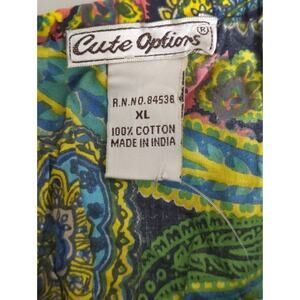 Cute Options®
R.N.NO.84536
XL
100% COTTON
MADE IN INDIA